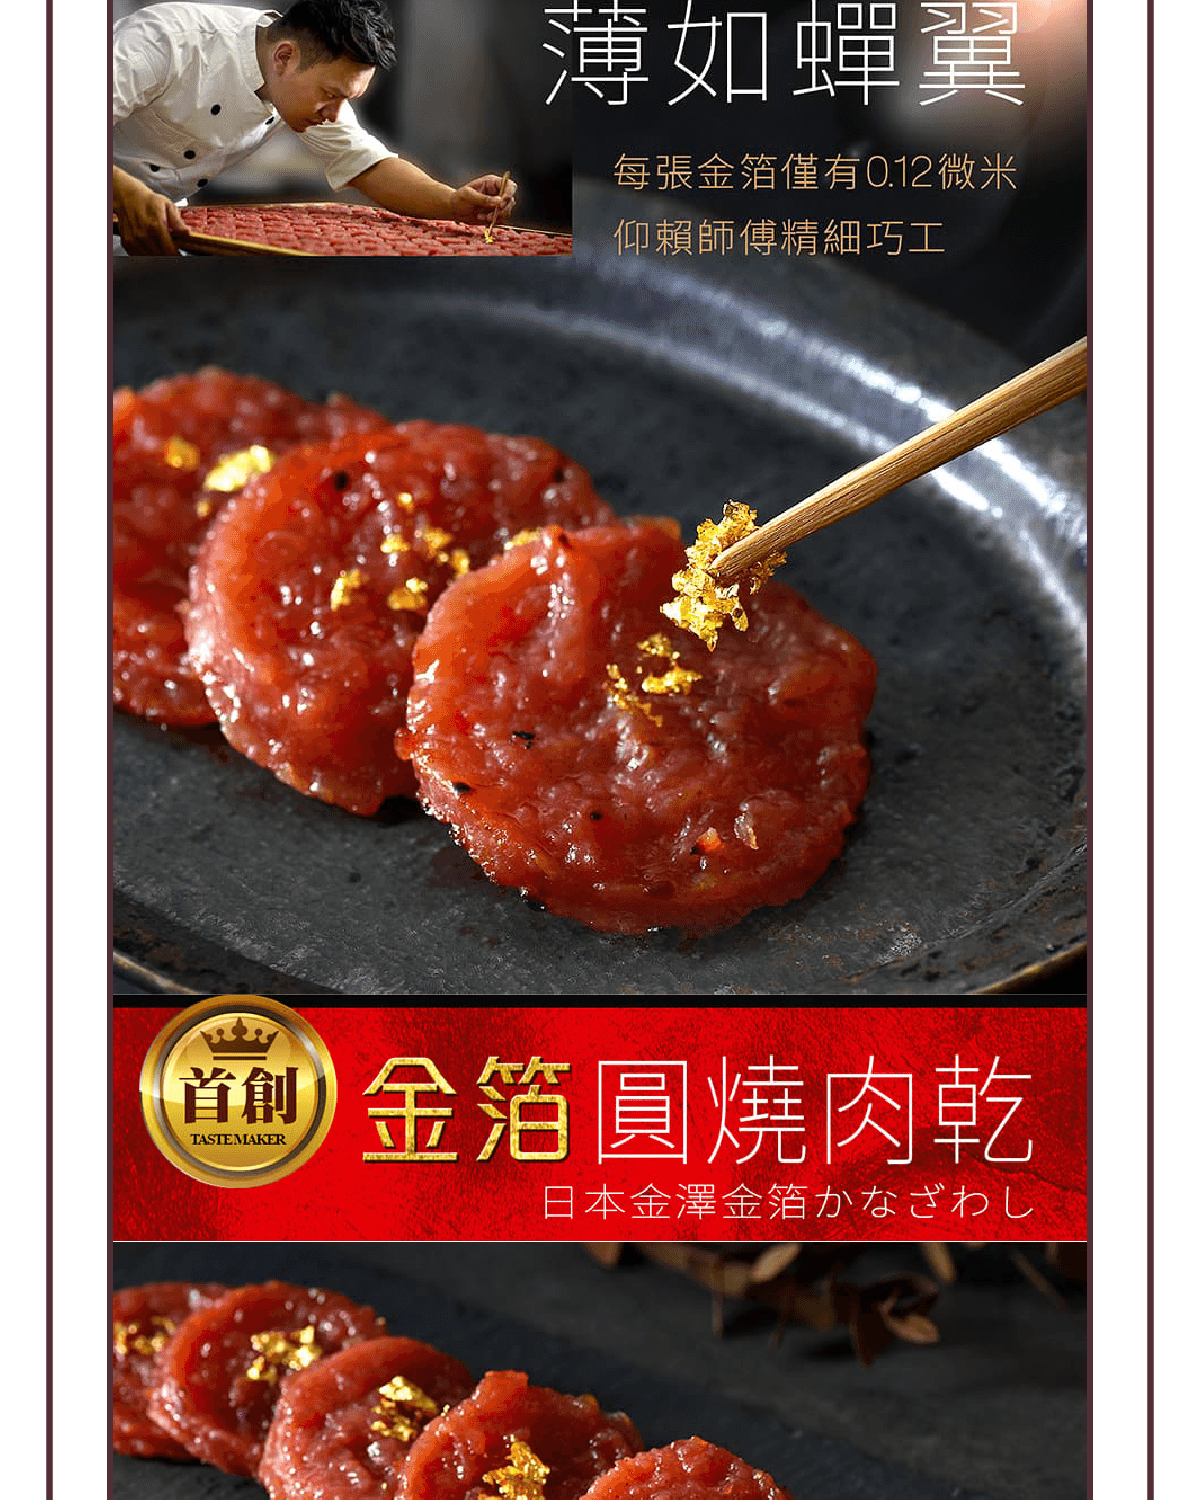 薄如蟬翼
每張金箔僅有0.12微米
仰賴師傅精細巧工
首創
TASTEMAKER
金箔圓燒肉乾
日本金澤金箔かなざわし